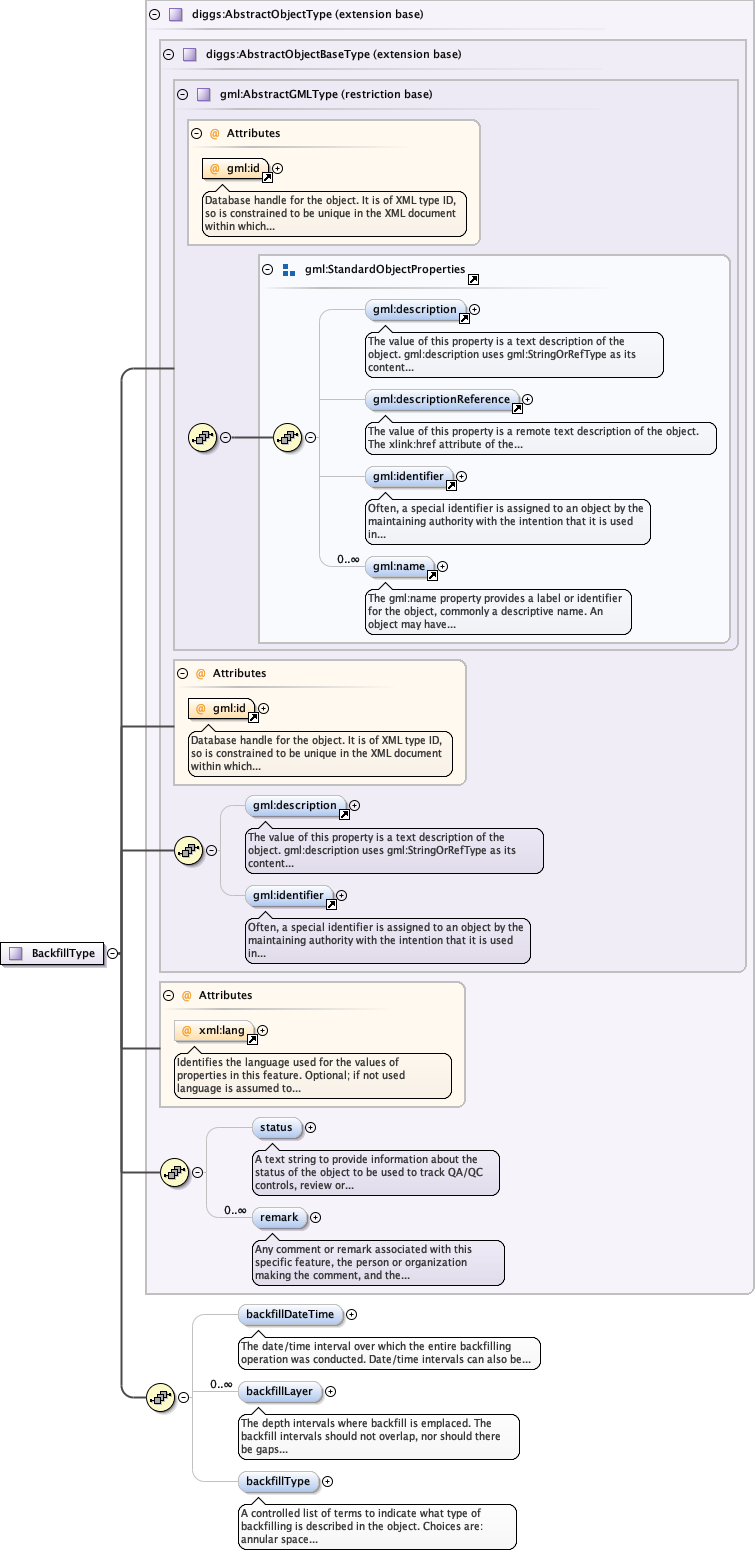 diggs:AbstractObjectType (extension base)
diggs:AbstractObjectBaseType (extension base)
gml:AbstractGMLType (restriction base)
@ Attributes
@ gml:id
Database handle for the object. It is of XML type ID,
so is constrained to be unique in the XML document
within which...
gml:StandardObjectProperties
gml:description
The value of this property is a text description of the
object. gml:description uses gml:StringOrRefType as its
content...
gml:descriptionReference
The value of this property is a remote text description of the object.
The xlink:href attribute of the...
gml:identifier
Often, a special identifier is assigned to an object by the
maintaining authority with the intention that it is used
in...
0..∞
gml:name
The gml:name property provides a label or identifier
for the object, commonly a descriptive name. An
object may have...
@ Attributes
@ gml:id
Database handle for the object. It is of XML type ID,
so is constrained to be unique in the XML document
within which...
gml:description
The value of this property is a text description of the
object. gml:description uses gml:StringOrRefType as its
content...
gml:identifier
Often, a special identifier is assigned to an object by the
maintaining authority with the intention that it is used
in...
BackfillType
@ Attributes
@ xml:lang
Identifies the language used for the values of
properties in this feature. Optional; if not used
language is assumed to...
status
A text string to provide information about the
status of the object to be used to track QA/QC
controls, review or...
0..∞
remark
Any comment or remark associated with this
specific feature, the person or organization
making the comment, and the...
backfillDateTime
The date/time interval over which the entire backfilling
operation was conducted. Date/time intervals can also be...
0..∞
backfillLayer
The depth intervals where backfill is emplaced. The
backfill intervals should not overlap, nor should there
be gaps...
backfillType
A controlled list of terms to indicate what type of
backfilling is described in the object. Choices are:
annular space...